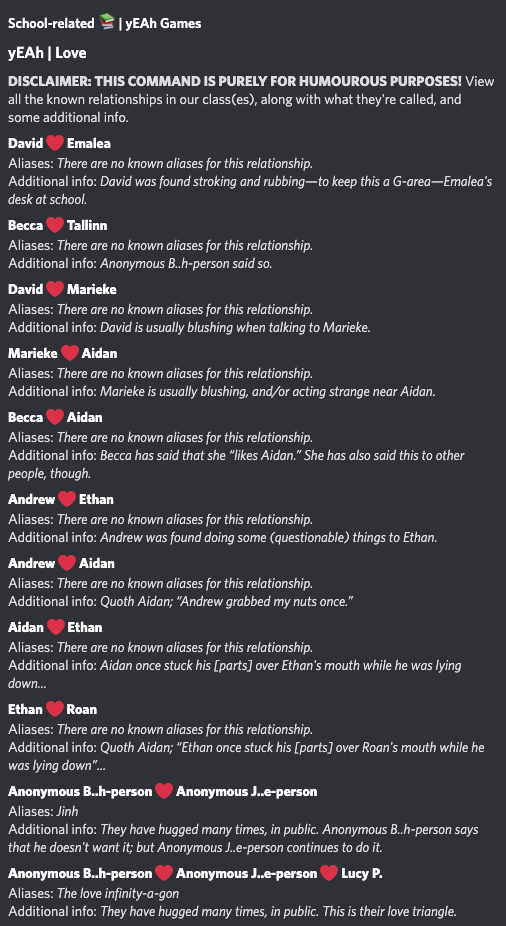 School-related 📚 | yEAh Games
yEAh | Love
DISCLAIMER: THIS COMMAND IS PURELY FOR HUMOUROUS PURPOSES! View
all the known relationships in our class(es), along with what they're called, and
some additional info.
David ❤️ Emalea
Aliases: There are no known aliases for this relationship.
Additional info: David was found stroking and rubbing—to keep this a G-area—Emalea's
desk at school.
Becca ❤️ Tallinn
Aliases: There are no known aliases for this relationship.
Additional info: Anonymous B..h-person said so.
David ❤️ Marieke
Aliases: There are no known aliases for this relationship.
Additional info: David is usually blushing when talking to Marieke.
Marieke ❤️ Aidan
Aliases: There are no known aliases for this relationship.
Additional info: Marieke is usually blushing, and/or acting strange near Aidan.
Becca ❤️ Aidan
Aliases: There are no known aliases for this relationship.
Additional info: Becca has said that she “likes Aidan.” She has also said this to other
people, though.
Andrew ❤️ Ethan
Aliases: There are no known aliases for this relationship.
Additional info: Andrew was found doing some (questionable) things to Ethan.
Andrew ❤️ Aidan
Aliases: There are no known aliases for this relationship.
Additional info: Quoth Aidan; “Andrew grabbed my nuts once.”
Aidan ❤️ Ethan
Aliases: There are no known aliases for this relationship.
Additional info: Aidan once stuck his [parts] over Ethan's mouth while he was lying
down...
Ethan ❤️ Roan
Aliases: There are no known aliases for this relationship.
Additional info: Quoth Aidan; “Ethan once stuck his [parts] over Roan's mouth while he
was lying down”...
Anonymous B..h-person ❤️ Anonymous J..e-person
Aliases: Jinh
Additional info: They have hugged many times, in public. Anonymous B..h-person says
that he doesn't want it; but Anonymous J..e-person continues to do it.
Anonymous B..h-person ❤️ Anonymous J..e-person ❤️ Lucy P.
Aliases: The love infinity-a-gon
Additional info: They have hugged many times, in public. This is their love triangle.